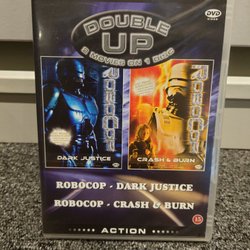 DVD
DOUBLE
UP
2 MOVIES ON 1 DISC
ROBOCOP
DARK JUSTICE
ROBOCOP
CRASH & BURN
ROBOCOP - DARK JUSTICE
ROBOCOP - CRASH & BURN
ACTION
15